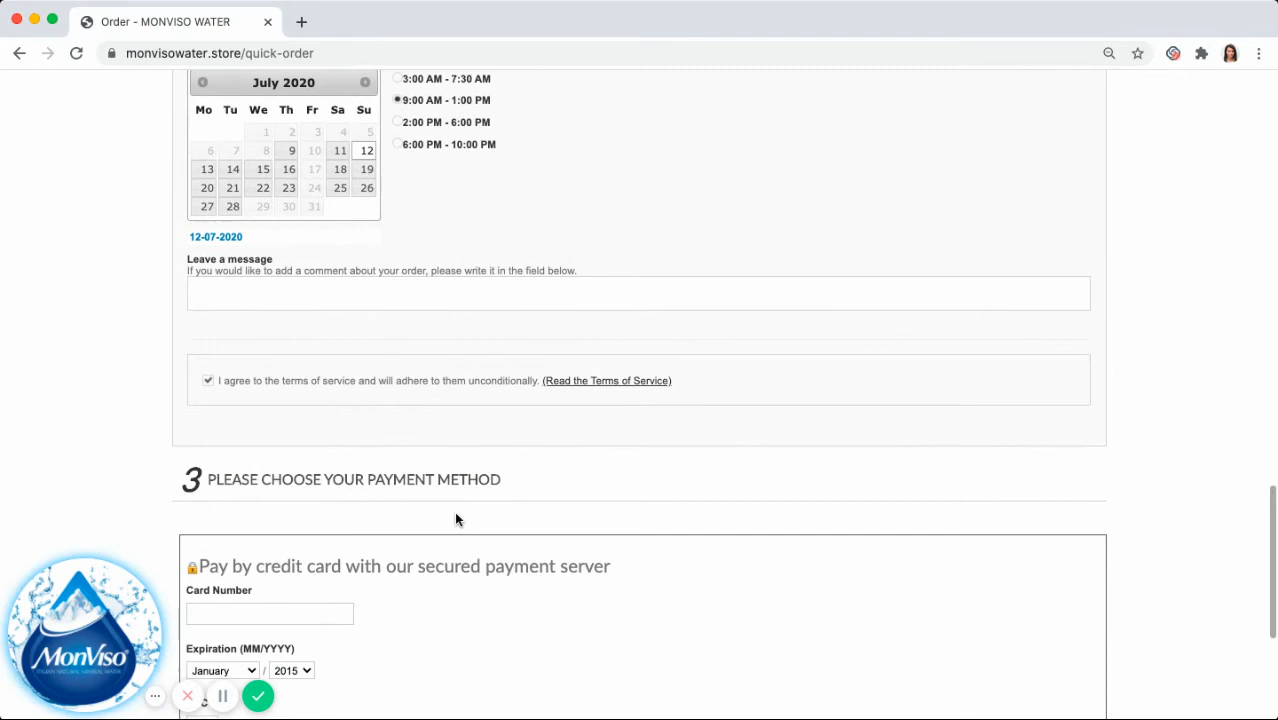 Order - MONVISO WATER
monvisowater.store/quick-order
July 2020
Mo Tu We Th Fr Sa Su
1 2 3 4 5
6 7 8 9 10 11 12
13 14 15 16 17 18 19
20 21 22 23 24 25 26
27 28 29 30 31
12-07-2020
3:00 AM - 7:30 AM
9:00 AM - 1:00 PM
2:00 PM - 6:00 PM
6:00 PM - 10:00 PM
Leave a message
If you would like to add a comment about your order, please write it in the field below.
I agree to the terms of service and will adhere to them unconditionally. (Read the Terms of Service)
3 PLEASE CHOOSE YOUR PAYMENT METHOD
Pay by credit card with our secured payment server
Card Number
Expiration (MM/YYYY)
January / 2015
MONVISO
ITALIAN NATURAL MINERAL WATER